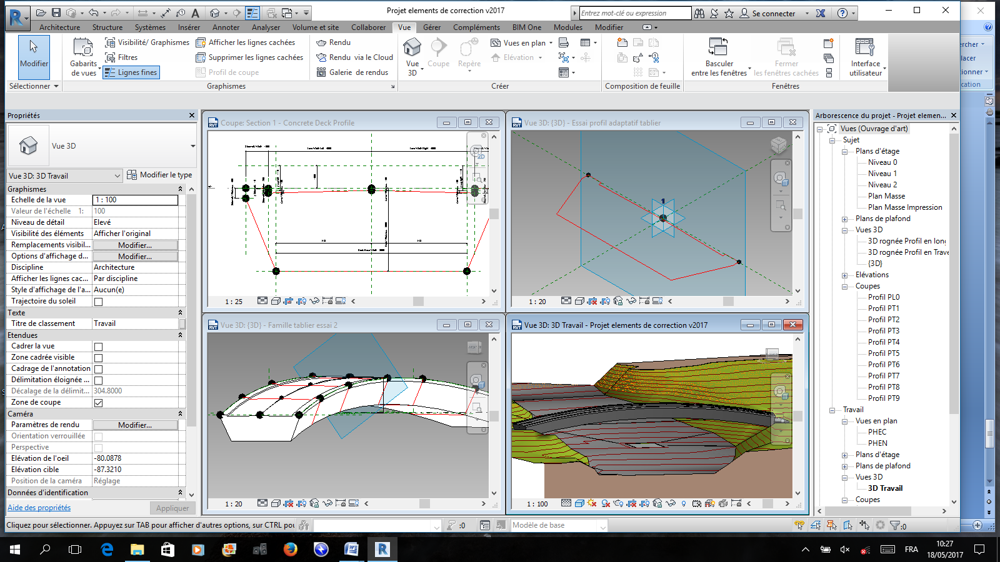 Projet elements de correction v2017
Entrez mot-clé ou expression
Se connecter
Architecture Structure Systèmes Insérer Annoter Analyser Volume et site Collaborer Vue Gérer Compléments BIM One Modules Modifier
Modifier
Gabarits de vues
Visibilité/ Graphismes
Filtres
Lignes fines
Afficher les lignes cachées
Supprimer les lignes cachées
Profil de coupe
Rendu
Rendu via le Cloud
Galerie de rendus
Vue 3D
Coupe
Repère
Vues en plan
Elévation
Basculer entre les fenêtres
Fermer les fenêtres cachées
Interface utilisateur
Sélectionner
Graphismes
Créer
Composition de feuille
Fenêtres
Propriétés
Vue 3D
Vue 3D: 3D Travail
Modifier le type
Graphismes
Echelle de la vue 1 : 100
Valeur de l'échelle 1: 100
Niveau de détail Elevé
Visibilité des éléments Afficher l'original
Remplacements visibil... Modifier...
Options d'affichage d... Modifier...
Discipline Architecture
Afficher les lignes cac... Par discipline
Style d'affichage de l'a... Aucun(e)
Trajectoire du soleil
Texte
Titre de classement Travail
Etendues
Cadrer la vue
Zone cadrée visible
Cadrage de l'annotation
Délimitation éloignée ...
Décalage de la délimit... 304.8000
Zone de coupe
Caméra
Paramètres de rendu Modifier...
Orientation verrouillée
Perspective
Elévation de l'oeil -80.0878
Elévation cible -87.3210
Position de la caméra Réglage
Données d'identification
Aide des propriétés
Appliquer
Coupe: Section 1 - Concrete Deck Profile
2D
1 : 25
Vue 3D: {3D} - Essai profil adaptatif tablier
1
1 : 20
Vue 3D: {3D} - Famille tablier essai 2
1 : 20
Vue 3D: 3D Travail - Projet elements de correction v2017
1 : 100
Arborescence du projet - Projet elemen...
Vues (Ouvrage d'art)
Sujet
Plans d'étage
Niveau 0
Niveau 1
Niveau 2
Plan Masse
Plan Masse Impression
Plans de plafond
Vues 3D
3D rognée Profil en long
3D rognée Profil en Trave
{3D}
Elévations
Coupes
Profil PL0
Profil PT1
Profil PT2
Profil PT3
Profil PT4
Profil PT5
Profil PT6
Profil PT7
Profil PT8
Profil PT9
Travail
Vues en plan
PHEC
PHEN
Plans d'étage
Plans de plafond
Vues 3D
3D Travail
Coupes
Cliquez pour sélectionner. Appuyez sur TAB pour afficher d'autres options, sur CTRL pou
:0
Modèle de base
:0
FRA
10:27
18/05/2017